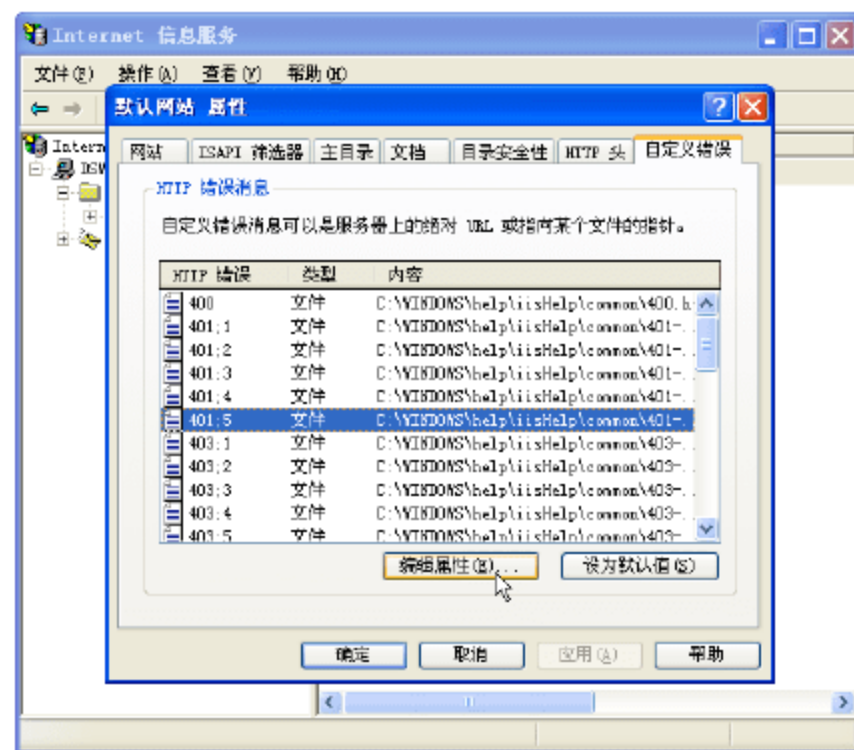 Internet 信息服务
文件(F) 操作(A) 查看(V) 帮助(H)
默认网站 属性
Intern
网站 ISAPI 筛选器 主目录 文档 目录安全性 HTTP 头 自定义错误
HTTP 错误消息
自定义错误消息可以是服务器上的绝对 URL 或指向某个文件的指针。
HTTP 错误 类型 内容
400 文件 C:\WINDOWS\help\iisHelp\common\400.h
401;1 文件 C:\WINDOWS\help\iisHelp\common\401-..
401;2 文件 C:\WINDOWS\help\iisHelp\common\401-..
401;3 文件 C:\WINDOWS\help\iisHelp\common\401-..
401;4 文件 C:\WINDOWS\help\iisHelp\common\401-..
401;5 文件 C:\WINDOWS\help\iisHelp\common\401-..
403;1 文件 C:\WINDOWS\help\iisHelp\common\403-..
403;2 文件 C:\WINDOWS\help\iisHelp\common\403-..
403;3 文件 C:\WINDOWS\help\iisHelp\common\403-..
403;4 文件 C:\WINDOWS\help\iisHelp\common\403-..
403;5 文件 C:\WINDOWS\help\iisHelp\common\403-..
编辑属性(E)... 设为默认值(S)
确定 取消 应用(A) 帮助